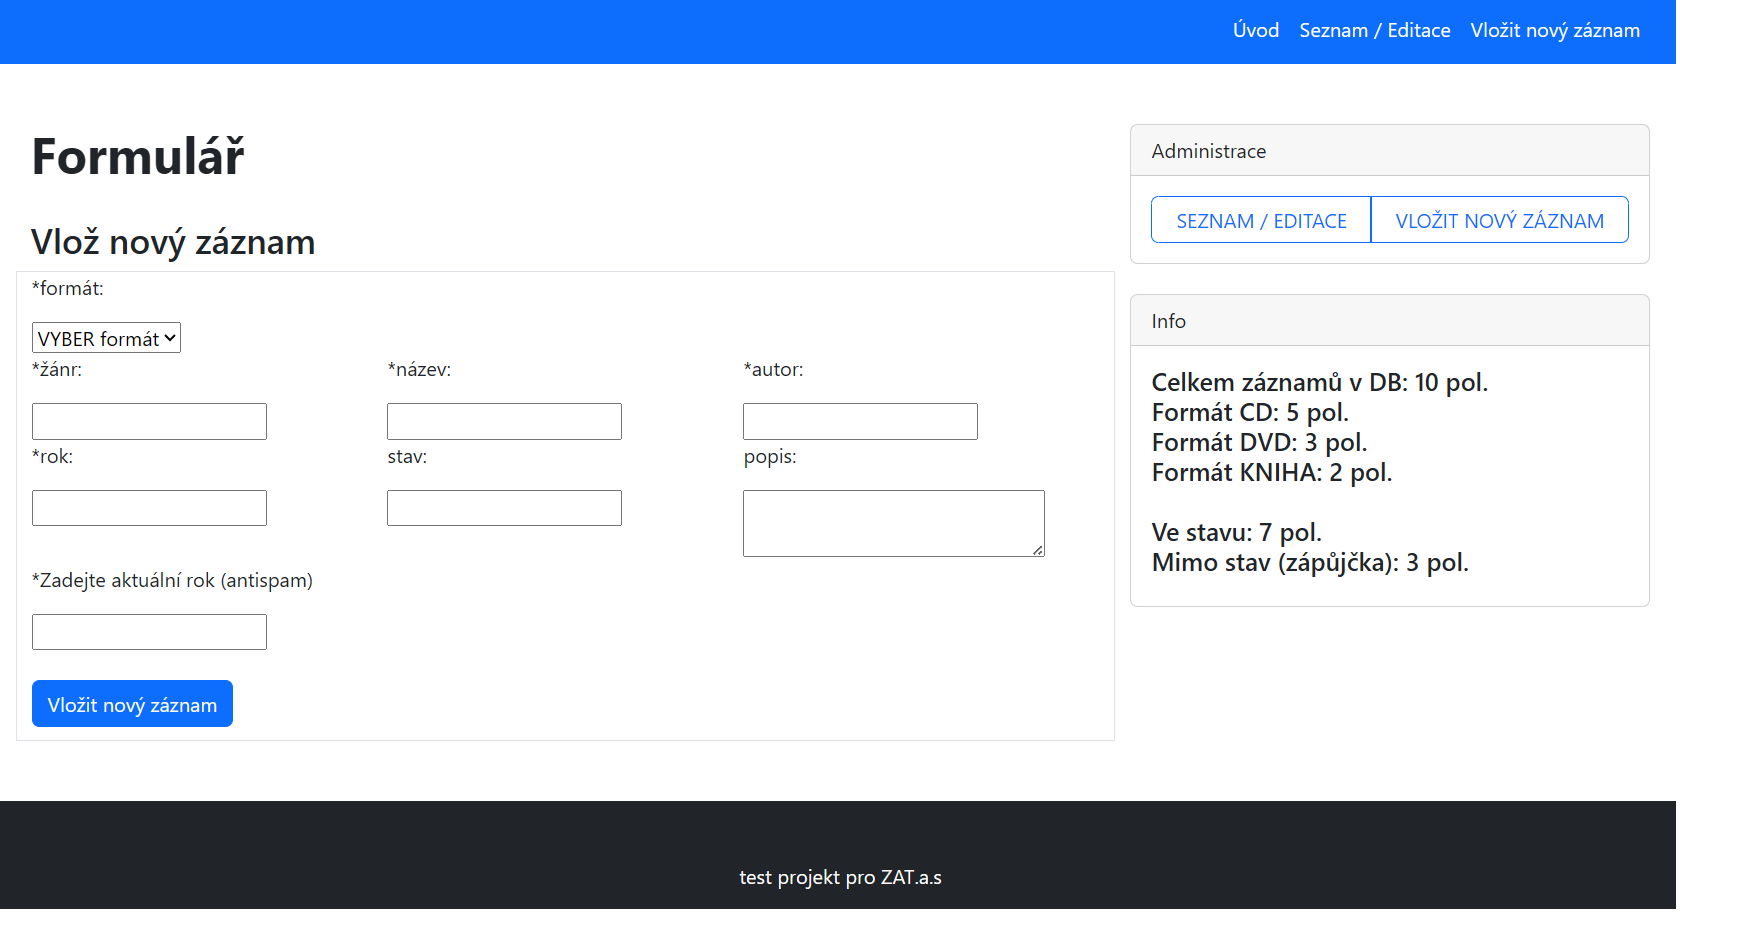 Úvod Seznam / Editace Vložit nový záznam
Formulář
Vlož nový záznam
*formát:
VYBER formát
*žánr: *název: *autor:
*rok: stav: popis:
*Zadejte aktuální rok (antispam)
Vložit nový záznam
Administrace
SEZNAM / EDITACE VLOŽIT NOVÝ ZÁZNAM
Info
Celkem záznamů v DB: 10 pol.
Formát CD: 5 pol.
Formát DVD: 3 pol.
Formát KNIHA: 2 pol.
Ve stavu: 7 pol.
Mimo stav (zápůjčka): 3 pol.
test projekt pro ZAT.a.s